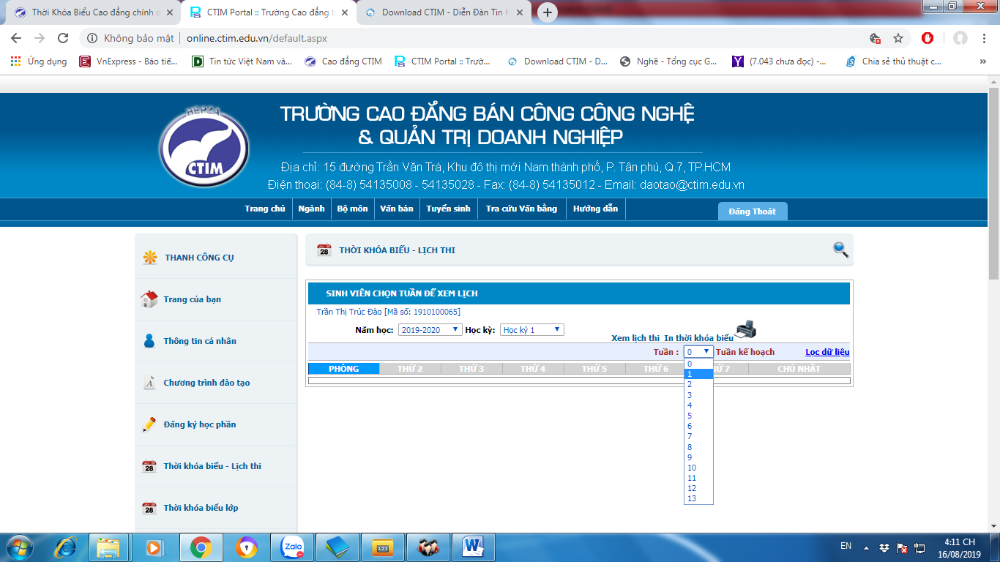 Thời Khóa Biểu Cao đẳng chính q
CTIM Portal :: Trường Cao đẳng b
Download CTIM - Diễn Đàn Tin H
Không bảo mật
online.ctim.edu.vn/default.aspx
Ứng dụng
VnExpress - Báo tiế...
Tin tức Việt Nam và...
Cao đẳng CTIM
CTIM Portal :: Trườ...
Download CTIM - D...
Nghề - Tổng cục G...
(7.043 chưa đọc) -...
Chia sẻ thủ thuật c...
»
HEPZA
CTIM
TRƯỜNG CAO ĐẲNG BÁN CÔNG CÔNG NGHỆ
& QUẢN TRỊ DOANH NGHIỆP
Địa chỉ: 15 đường Trần Văn Trà, Khu đô thị mới Nam thành phố, P. Tân phú, Q.7, TP.HCM
Điện thoại: (84-8) 54135008 - 54135028 - Fax: (84-8) 54135012 - Email: daotao@ctim.edu.vn
Trang chủ
Ngành
Bộ môn
Văn bản
Tuyển sinh
Tra cứu Văn bằng
Hướng dẫn
Đăng Thoát
THANH CÔNG CỤ
Trang của bạn
Thông tin cá nhân
Chương trình đào tạo
Đăng ký học phần
28 Thời khóa biểu - Lịch thi
28 Thời khóa biểu lớp
28 THỜI KHÓA BIỂU - LỊCH THI
SINH VIÊN CHỌN TUẦN ĐỂ XEM LỊCH
Trần Thị Trúc Đào [Mã số: 1910100065]
Năm học: 2019-2020 Học kỳ: Học kỳ 1
Xem lịch thi In thời khóa biểu
Tuần : 0 Tuần kế hoạch Lọc dữ liệu
PHÒNG THỨ 2 THỨ 3 THỨ 4 THỨ 5 THỨ 6 7 CHỦ NHẬT
0
1
2
3
4
5
6
7
8
9
10
11
12
13
Zalo
123
EN
4:11 CH
16/08/2019